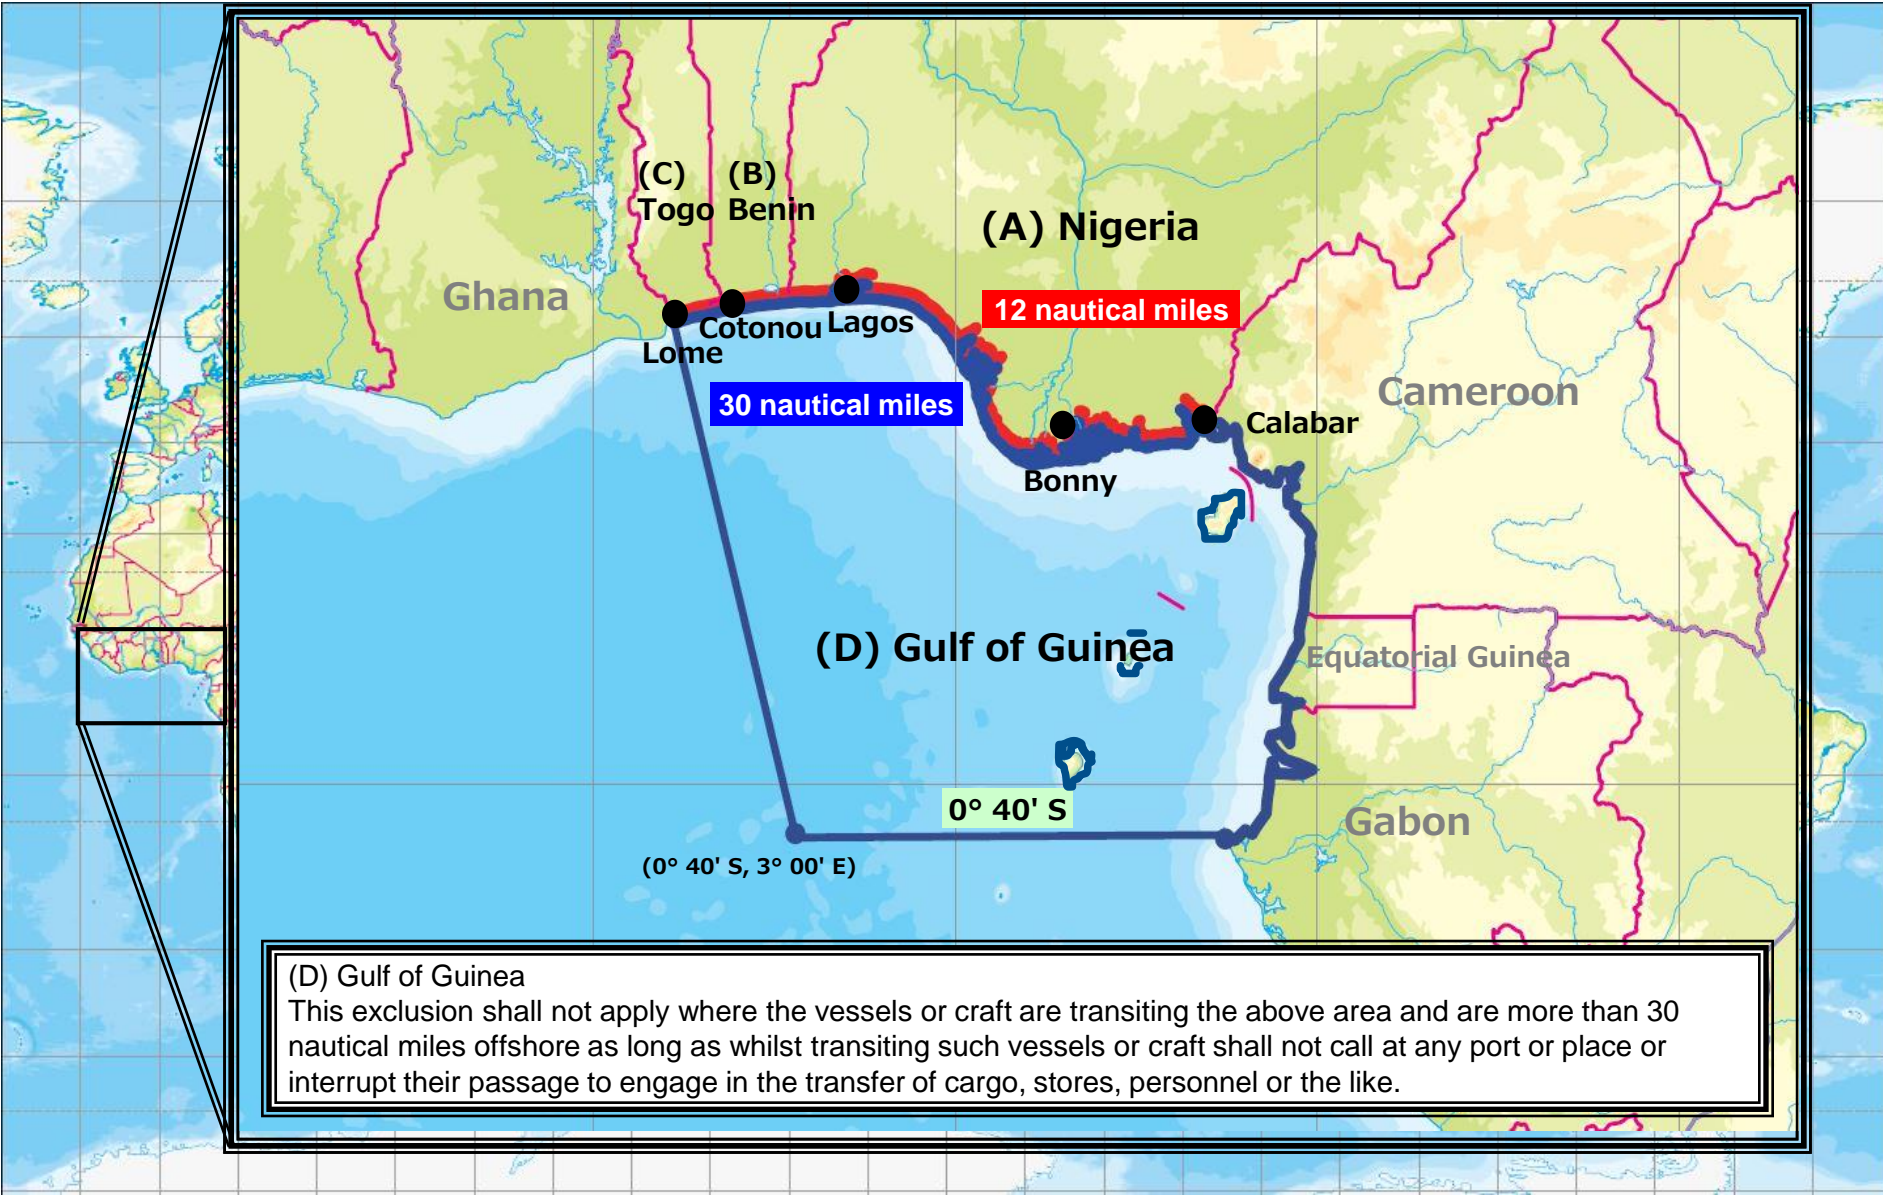 (C)
Togo
(B)
Benin
(A) Nigeria
Ghana
12 nautical miles
Cotonou
Lagos
Lome
30 nautical miles
Cameroon
Calabar
Bonny
(D) Gulf of Guinea
Equatorial Guinea
0° 40' S
Gabon
(0° 40' S, 3° 00' E)
(D) Gulf of Guinea
This exclusion shall not apply where the vessels or craft are transiting the above area and are more than 30
nautical miles offshore as long as whilst transiting such vessels or craft shall not call at any port or place or
interrupt their passage to engage in the transfer of cargo, stores, personnel or the like.